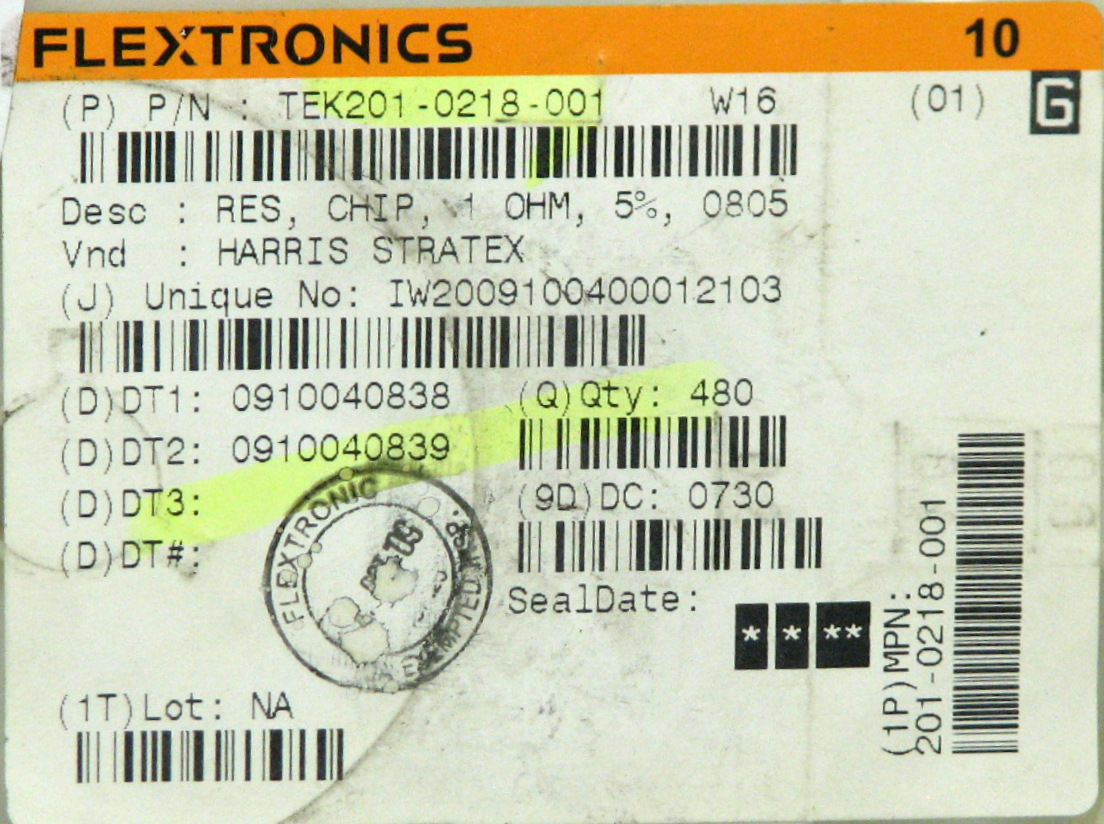 FLEXTRONICS 10
(P) P/N : TEK201-0218-001 W16 (01) G
Desc : RES, CHIP, 1 OHM, 5%, 0805
Vnd : HARRIS STRATEX
(J) Unique No: IW2009100400012103
(D)DT1: 0910040838 (Q)Qty: 480
(D)DT2: 0910040839
(D)DT3: (9D)DC: 0730
(D)DT#:
SealDate:
* * **
(1T)Lot: NA
(1P)MPN:
201-0218-001
FLEXTRONIC
EXEMPTED